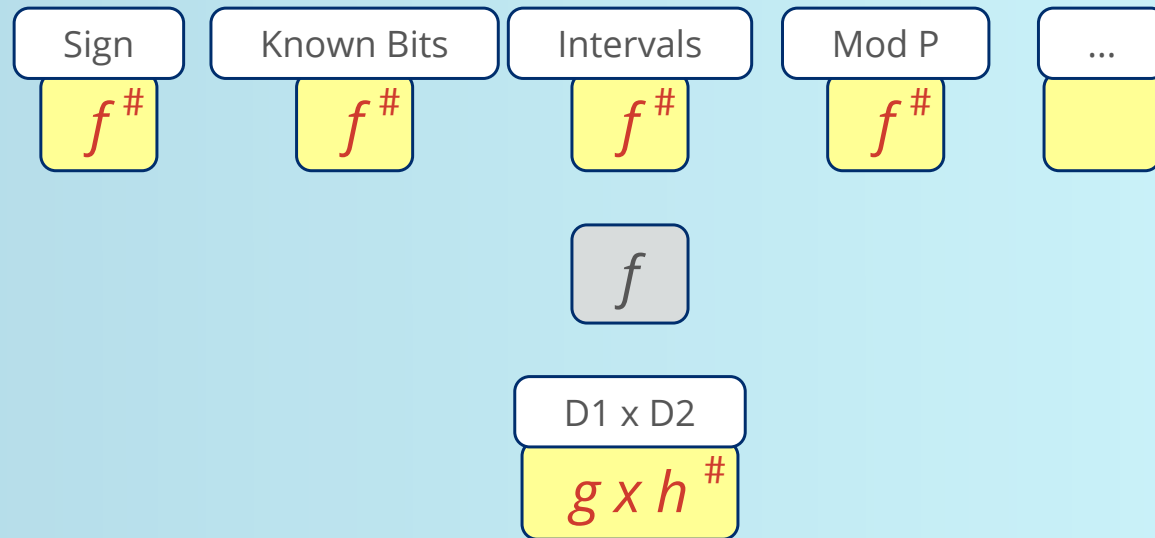 Sign Known Bits Intervals Mod P ...
f # f # f # f #
f
D1 x D2
g x h #